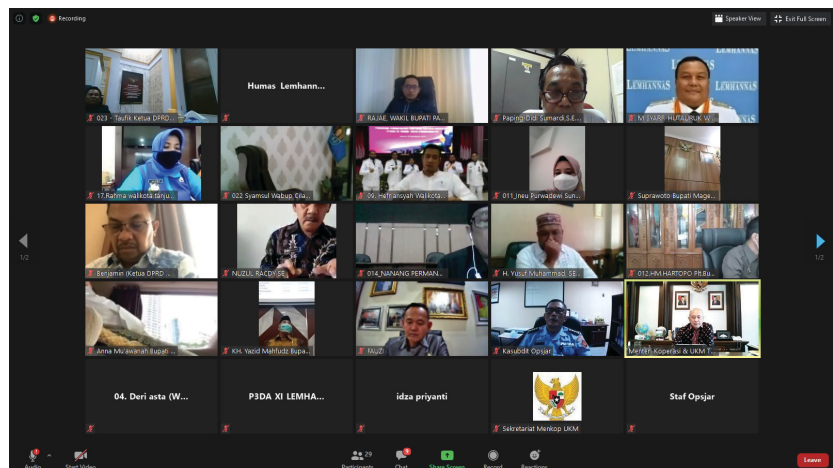 Recording
Speaker View
Exit Full Screen
023 - Taufik Ketua DPRD...
Humas Lemhann...
RAJAE, WAKIL BUPATI PA...
Paping/Didi Sumardi.S.E....
LEMHANNAS
LEMHANNAS
LEMHANNAS
M.SYARIF HUTAURUK W...
17.Rahma walikota tanju...
022 Syamsul Wabup Cila...
09. Hefriansyah Walikota...
011_Ineu Purwadewi Sun...
Suprawoto Bupati Mage...
1/2
1/2
Benjamin (Ketua DPRD ...
NUZUL RACDY,SE
014_NANANG PERMAN...
H. Yusuf Muhammad, SE...
012.HM.HARTOPO Plt.Bu...
Anna Mu'awanah Bupati ...
KH. Yazid Mahfudz Bupa...
FAUZI
Kasubdit Opsjar
Menteri Koperasi & UKM T...
04. Deri asta (W...
P3DA XI LEMHA...
idza priyanti
Sekretariat Menkop UKM
Staf Opsjar
29
9
Audio
Start Video
Participants
Chat
Share Screen
Record
Reactions
Leave